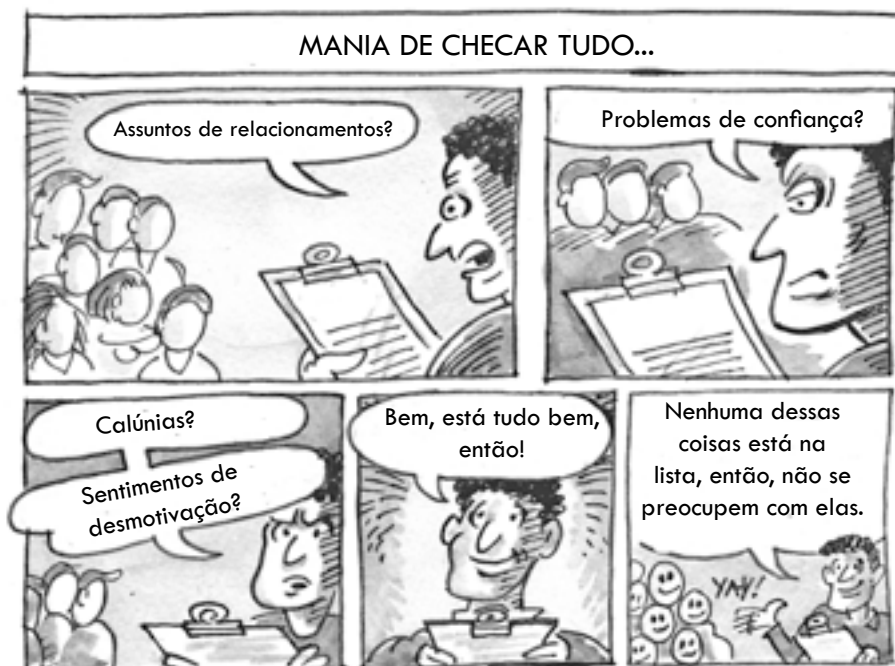 MANIA DE CHECAR TUDO...
Assuntos de relacionamentos?
Problemas de confiança?
Calúnias?
Sentimentos de
desmotivação?
Bem, está tudo bem,
então!
Nenhuma dessas
coisas está na
lista, então, não se
preocupem com elas.
YAY!